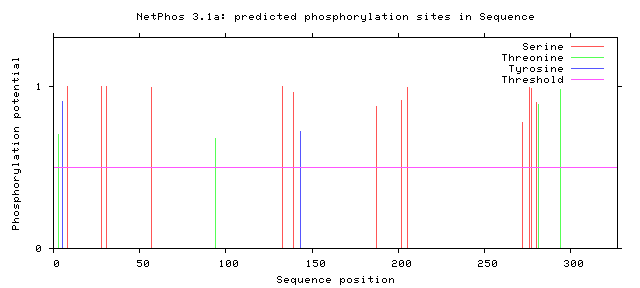 NetPhos 3.1a: predicted phosphorylation sites in Sequence
Serine
Threonine
Tyrosine
Threshold
Phosphorylation potential
1
0
0 50 100 150 200 250 300
Sequence position